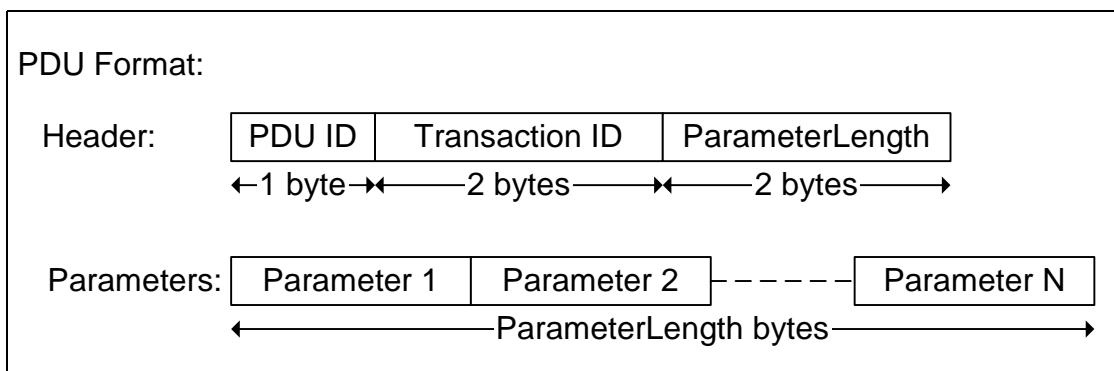 PDU Format:
Header: PDU ID Transaction ID ParameterLength
1 byte 2 bytes 2 bytes
Parameters: Parameter 1 Parameter 2 Parameter N
ParameterLength bytes